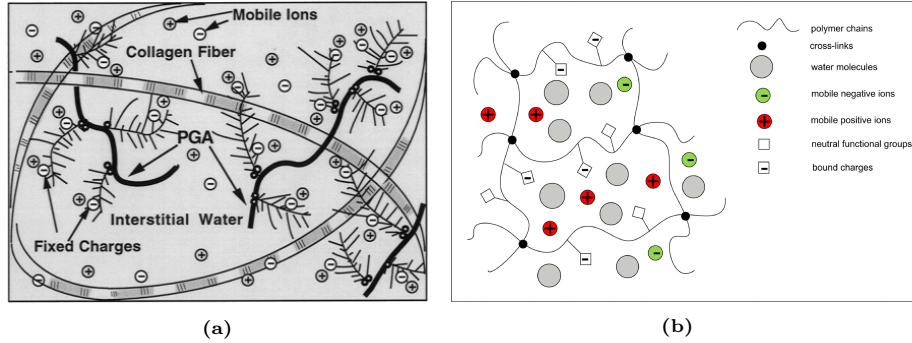 Mobile Ions
Collagen Fiber
PGA
Interstitial Water
Fixed Charges
(a)
polymer chains
cross-links
water molecules
mobile negative ions
mobile positive ions
neutral functional groups
bound charges
(b)